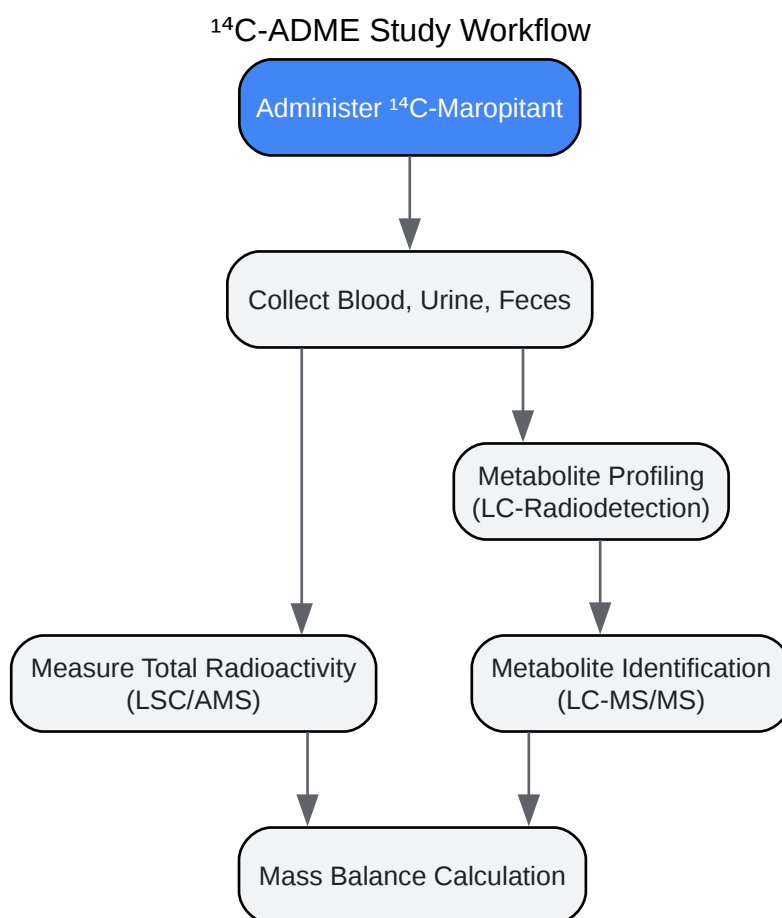 ¹⁴C-ADME Study Workflow
Administer ¹⁴C-Maropitant
Collect Blood, Urine, Feces
Metabolite Profiling
(LC-Radiodetection)
Measure Total Radioactivity
(LSC/AMS)
Metabolite Identification
(LC-MS/MS)
Mass Balance Calculation